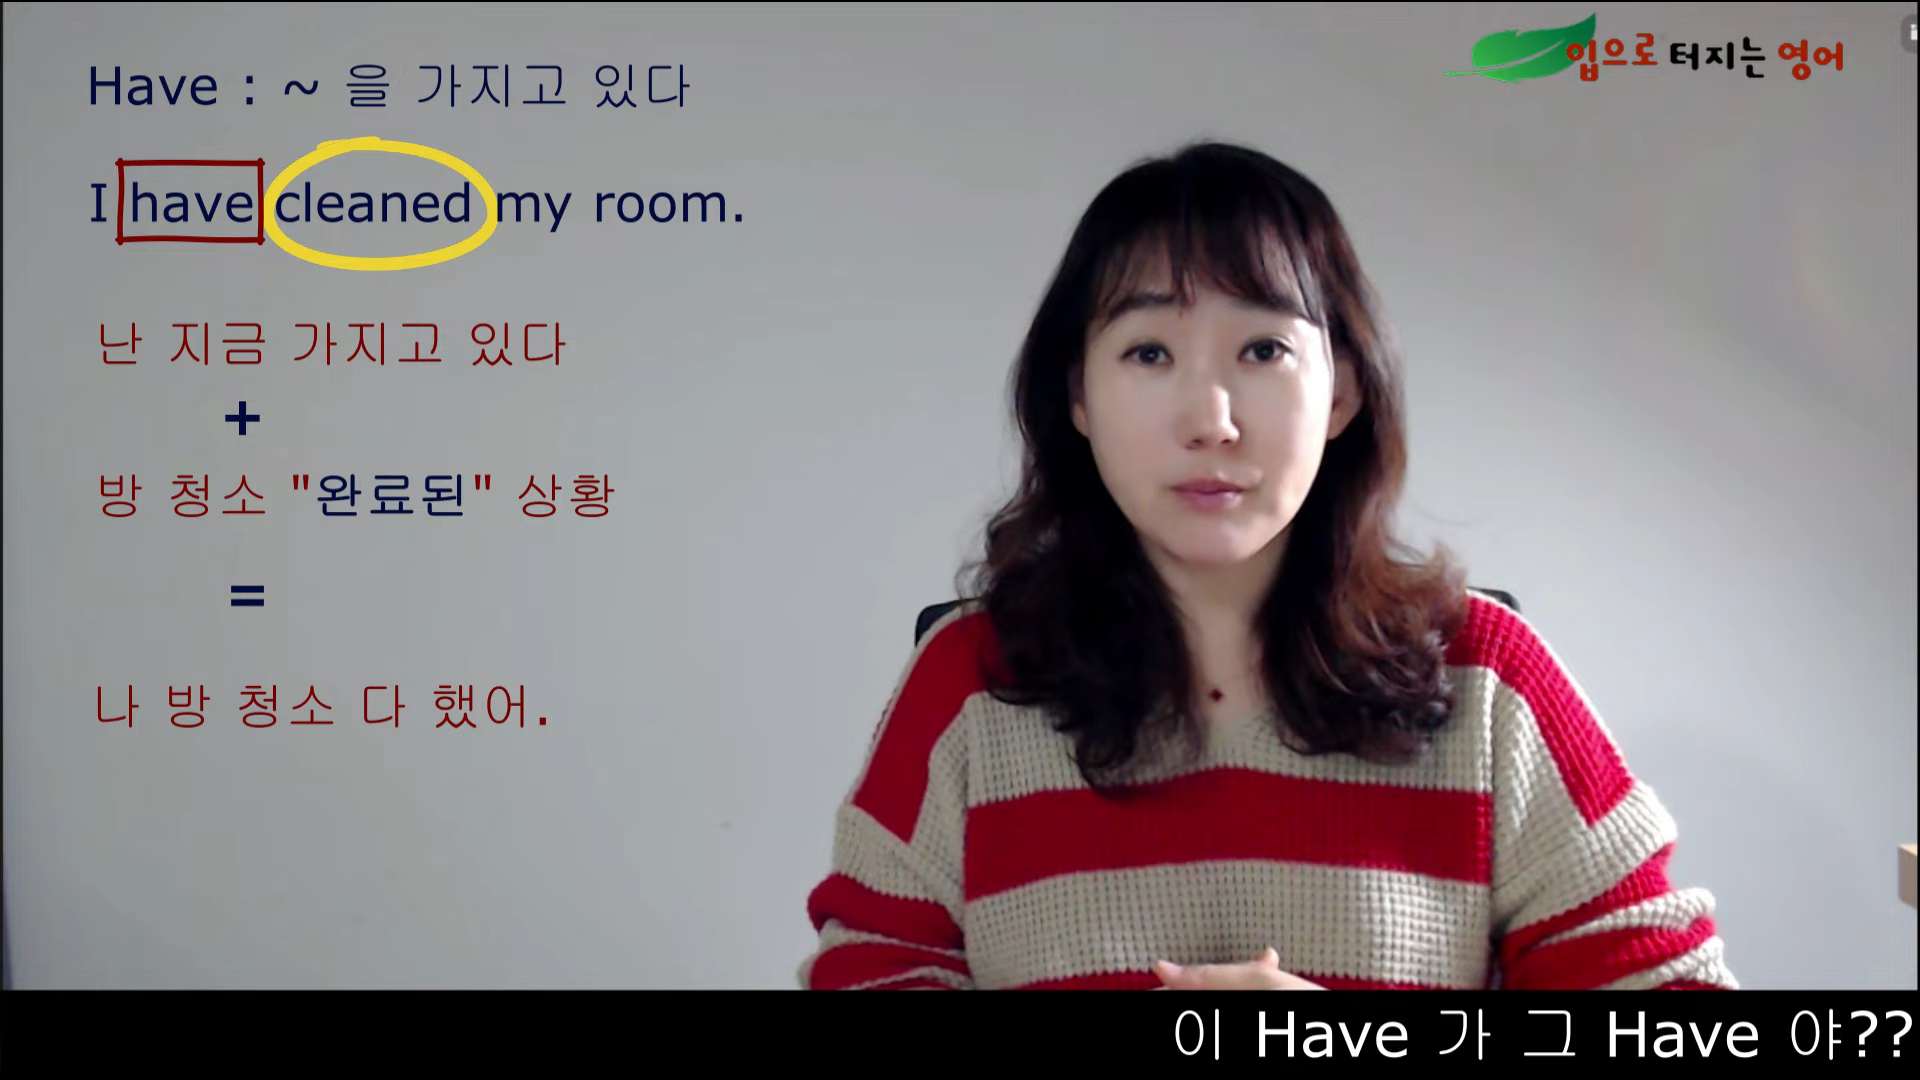 입으로 터지는 영어
Have : ~ 을 가지고 있다
I have cleaned my room.
난 지금 가지고 있다
+
방 청소 "완료된" 상황
=
나 방 청소 다 했어.
이 Have 가 그 Have 야??